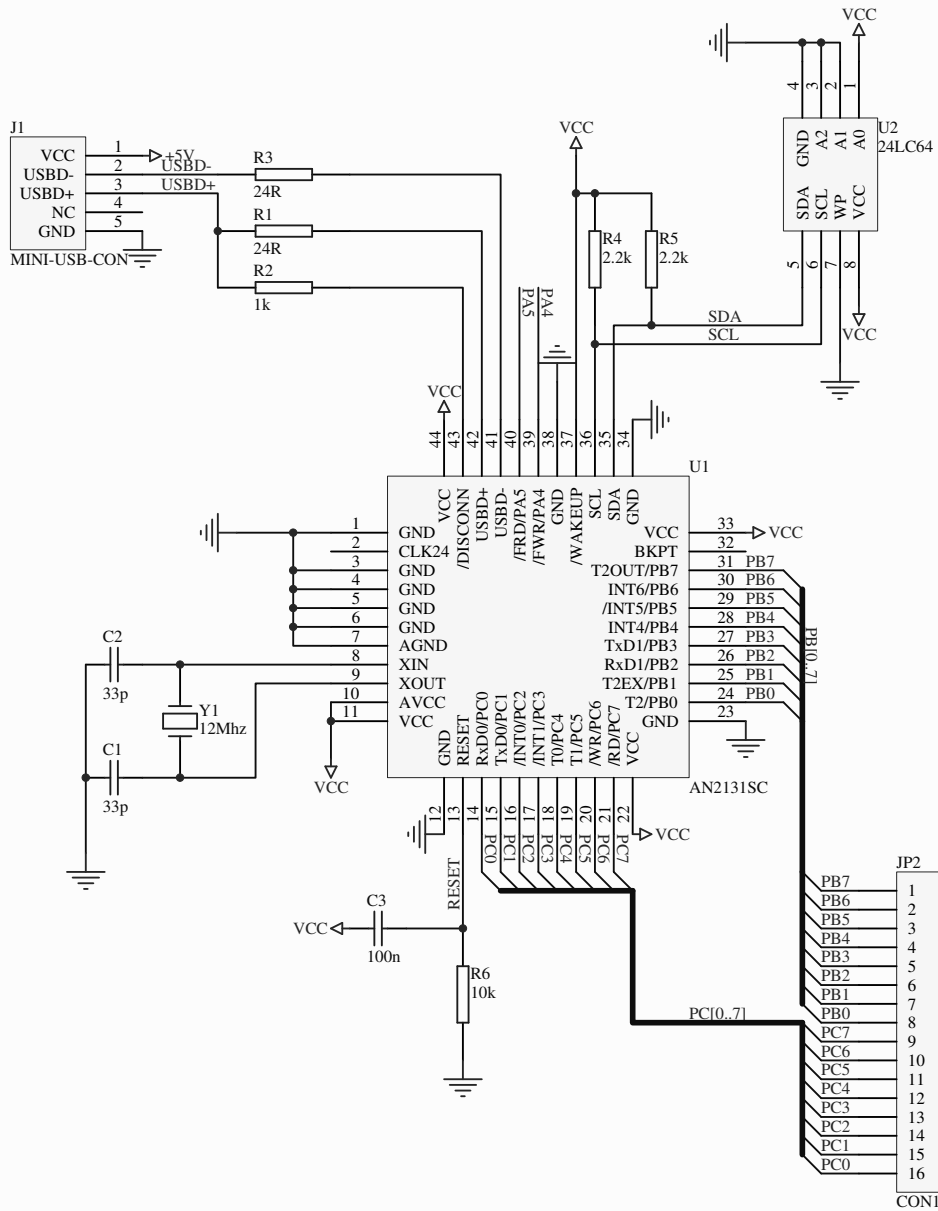 VCC
4
3
2
1
GND
A2
A1
A0
U2
24LC64
SDA
SCL
WP
VCC
5
6
7
8
VCC
J1
VCC
USBD-
USBD+
NC
GND
1
2
3
4
5
+5V
USBD-
USBD+
MINI-USB-CON
R3
24R
R1
24R
R2
1k
VCC
R4
2.2k
R5
2.2k
PA5
PA4
SDA
SCL
VCC
44
43
42
41
40
39
38
37
36
35
34
U1
VCC
/DISCONN
USBD+
USBD-
/FRD/PA5
/FWR/PA4
GND
/WAKEUP
SCL
SDA
GND
1 GND
2 CLK24
3 GND
4 GND
5 GND
6 GND
7 AGND
8 XIN
9 XOUT
10 AVCC
11 VCC
VCC 33 VCC
BKPT 32
T2OUT/PB7 31 PB7
INT6/PB6 30 PB6
/INT5/PB5 29 PB5
INT4/PB4 28 PB4
TxD1/PB3 27 PB3
RxD1/PB2 26 PB2
T2EX/PB1 25 PB1
T2/PB0 24 PB0
GND 23
PB[0..7]
C2
33p
Y1
12Mhz
C1
33p
VCC
GND
RESET
RxD0/PC0
TxD0/PC1
/INT0/PC2
/INT1/PC3
T0/PC4
T1/PC5
/WR/PC6
/RD/PC7
VCC
AN2131SC
12
13
14
15
16
17
18
19
20
21
22
VCC
RESET
PC0
PC1
PC2
PC3
PC4
PC5
PC6
PC7
VCC
C3
100n
R6
10k
PC[0..7]
JP2
PB7 1
PB6 2
PB5 3
PB4 4
PB3 5
PB2 6
PB1 7
PB0 8
PC7 9
PC6 10
PC5 11
PC4 12
PC3 13
PC2 14
PC1 15
PC0 16
CON1